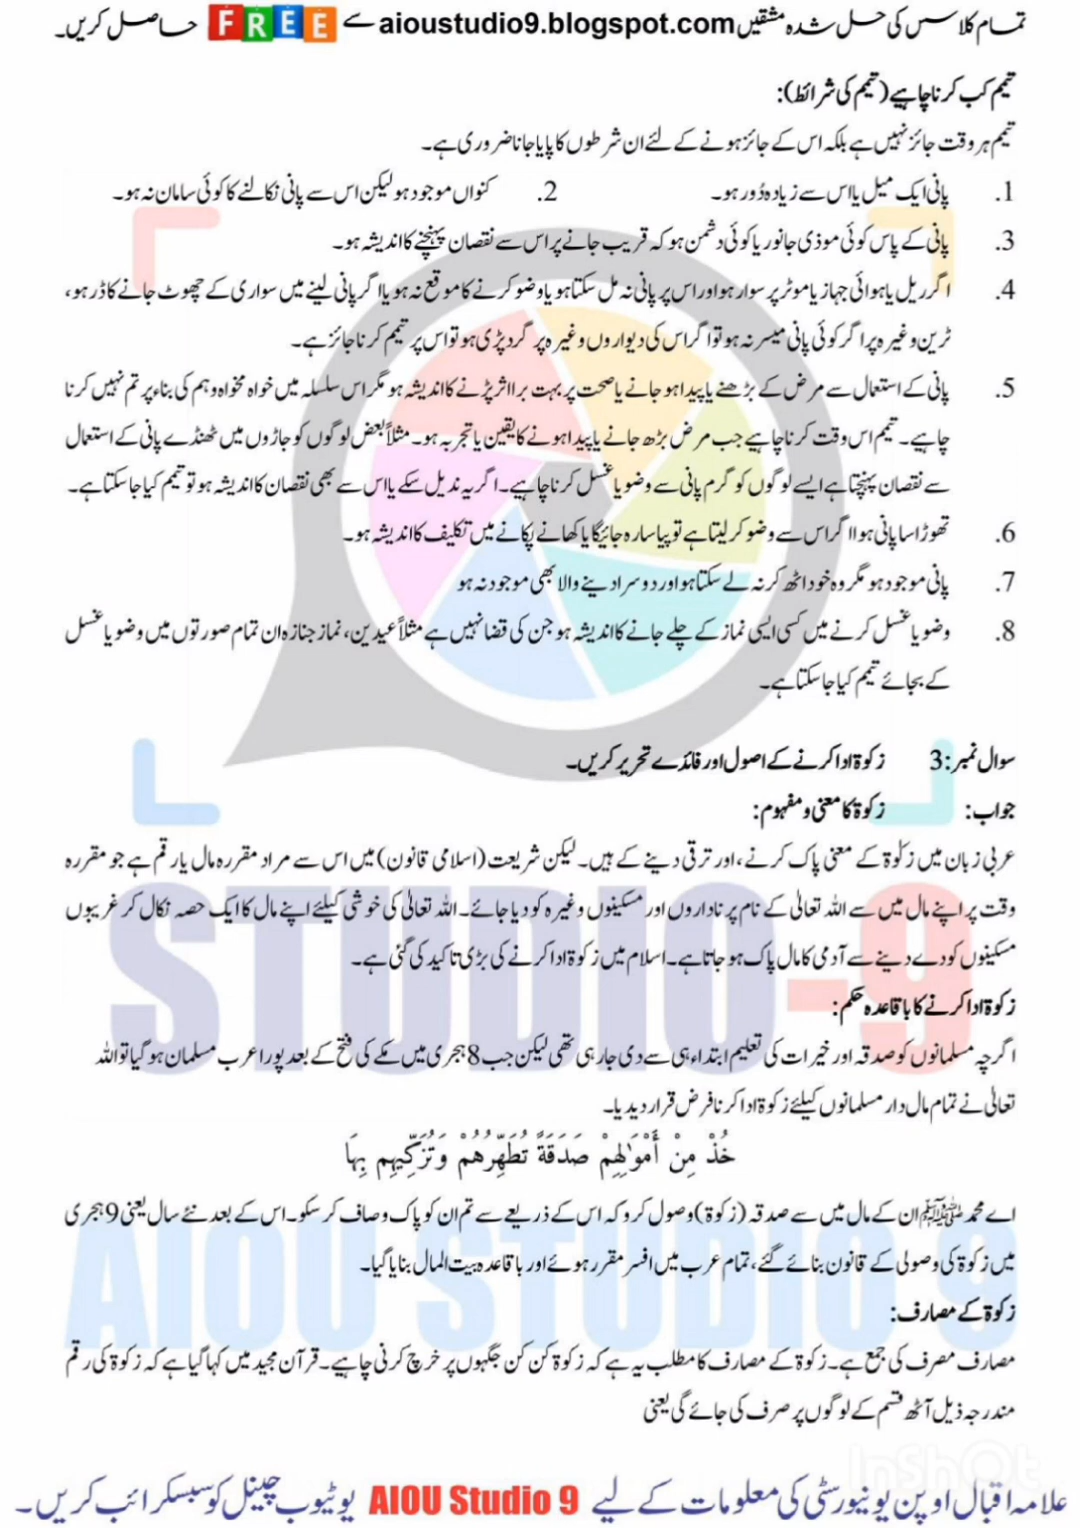 تمام کلاسس کی حل شدہ مشقیں aioustudio9.blogspot.com سے FREE حاصل کریں۔
تیمم کب کرنا چاہیے (تیمم کی شرائط):
تیمم ہر وقت جائز نہیں ہے بلکہ اس کے جائز ہونے کے لئے ان شرطوں کا پایا جانا ضروری ہے۔
1. پانی ایک میل یا اس سے زیادہ دُور ہو۔ 2. کنواں موجود ہو لیکن اس سے پانی نکالنے کا کوئی سامان نہ ہو۔
3. پانی کے پاس کوئی موذی جانور یا کوئی دشمن ہو کہ قریب جانے پر اس سے نقصان پہنچنے کا اندیشہ ہو۔
4. اگر ریل یا ہوائی جہاز یا موٹر پر سوار ہو اور اس پر پانی نہ مل سکتا ہو یا وضو کرنے کا موقع نہ ہو یا اگر پانی لینے میں سواری کے چھوٹ جانے کا ڈر ہو،
ٹرین وغیرہ پر اگر کوئی پانی میسر نہ ہو تو اگر اس کی دیواروں وغیرہ پر گرد پڑی ہو تو اس پر تیمم کرنا جائز ہے۔
5. پانی کے استعمال سے مرض کے بڑھنے یا پیدا ہو جانے یا صحت پر بہت برا اثر پڑنے کا اندیشہ ہو مگر اس سلسلہ میں خواہ مخواہ وہم کی بناء پر تم نہیں کرنا
چاہیے۔ تیمم اس وقت کرنا چاہیے جب مرض بڑھ جانے یا پیدا ہونے کا یقین یا تجربہ ہو۔ مثلاً بعض لوگوں کو جاڑوں میں ٹھنڈے پانی کے استعمال
سے نقصان پہنچتا ہے ایسے لوگوں کو گرم پانی سے وضو یا غسل کرنا چاہیے۔ اگر یہ ندیل سکے یا اس سے بھی نقصان کا اندیشہ ہو تو تیمم کیا جا سکتا ہے۔
6. تھوڑا سا پانی ہو اا گر اس سے وضو کر لیتا ہے تو پیاسا رہ جائیگا یا کھانے پکانے میں تکلیف کا اندیشہ ہو۔
7. پانی موجود ہو مگر وہ خود اٹھ کر نہ لے سکتا ہو اور دوسرا دینے والا بھی موجود نہ ہو
8. وضو یا غسل کرنے میں کسی ایسی نماز کے چلے جانے کا اندیشہ ہو جن کی قضا نہیں ہے مثلاً عیدین، نماز جنازہ ان تمام صورتوں میں وضو یا غسل
کے بجائے تیمم کیا جا سکتا ہے۔
سوال نمبر:3 زکوۃ ادا کرنے کے اصول اور فائدے تحریر کریں۔
جواب: زکوۃ کا معنی و مفہوم:
عربی زبان میں زکوٰۃ کے معنی پاک کرنے، اور ترقی دینے کے ہیں۔ لیکن شریعت (اسلامی قانون) میں اس سے مراد مقررہ مال یا رقم ہے جو مقررہ
وقت پر اپنے مال میں سے اللہ تعالیٰ کے نام پر ناداروں اور مسکینوں وغیرہ کو دیا جائے۔ اللہ تعالیٰ کی خوشی کیلئے اپنے مال کا ایک حصہ نکال کر غریبوں
مسکینوں کو دے دینے سے آدمی کا مال پاک ہو جاتا ہے۔ اسلام میں زکوۃ ادا کرنے کی بڑی تاکید کی گئی ہے۔
زکوۃ ادا کرنے کا باقاعدہ حکم:
اگرچہ مسلمانوں کو صدقہ اور خیرات کی تعلیم ابتداء ہی سے دی جا رہی تھی لیکن جب 8 ہجری میں مکے کی فتح کے بعد پورا عرب مسلمان ہو گیا تو اللہ
تعالیٰ نے تمام مال دار مسلمانوں کیلئے زکوۃ ادا کرنا فرض قرار دیدیا۔
خُذْ مِنْ أَمْوَٰلِهِمْ صَدَقَةً تُطَهِّرُهُمْ وَتُزَكِّيهِم بِهَا
اے محمد ﷺ ان کے مال میں سے صدقہ (زکوۃ) وصول کرو کہ اس کے ذریعے سے تم ان کو پاک و صاف کر سکو۔ اس کے بعد نئے سال یعنی 9 ہجری
میں زکوۃ کی وصولی کے قانون بنائے گئے، تمام عرب میں افسر مقرر ہوئے اور باقاعدہ بیت المال بنایا گیا۔
زکوۃ کے مصارف:
مصارف مصرف کی جمع ہے۔ زکوۃ کے مصارف کا مطلب یہ ہے کہ زکوۃ کن کن جگہوں پر خرچ کرنی چاہیے۔ قرآن مجید میں کہا گیا ہے کہ زکوۃ کی رقم
مندرجہ ذیل آٹھ قسم کے لوگوں پر صرف کی جائے گی یعنی
STUDIO-9
AIOU STUDIO 9
InShot
علامہ اقبال اوپن یونیورسٹی کی معلومات کے لیے AIOU Studio 9 یوٹیوب چینل کو سبسکرائب کریں۔